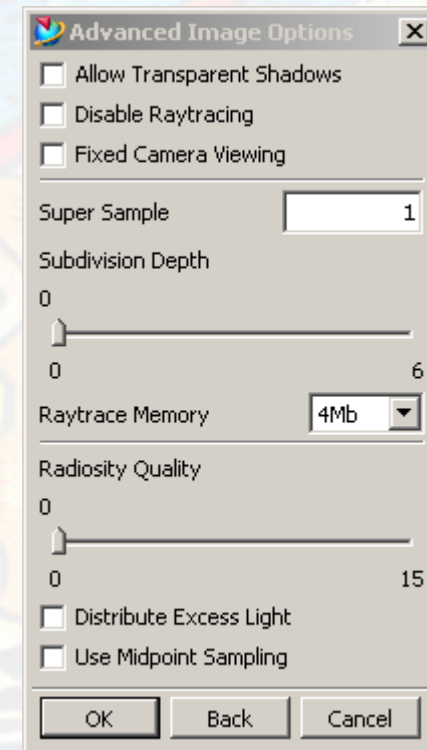 Advanced Image Options
Allow Transparent Shadows
Disable Raytracing
Fixed Camera Viewing
Super Sample 1
Subdivision Depth
0
0 6
Raytrace Memory 4Mb
Radiosity Quality
0
0 15
Distribute Excess Light
Use Midpoint Sampling
OK Back Cancel